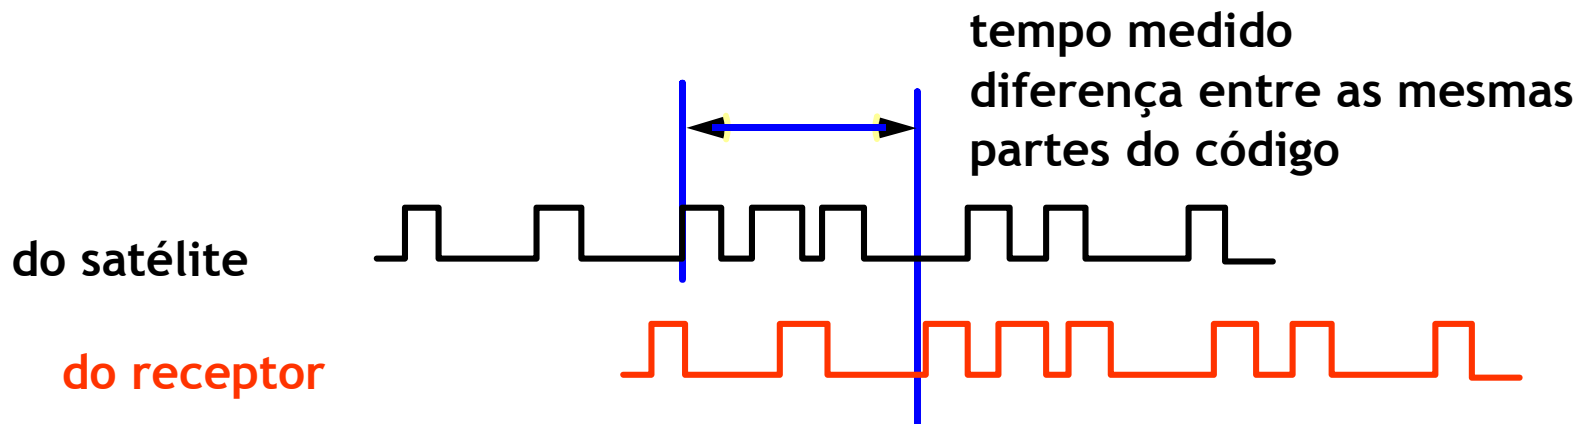 tempo medido
diferença entre as mesmas
partes do código
do satélite
do receptor